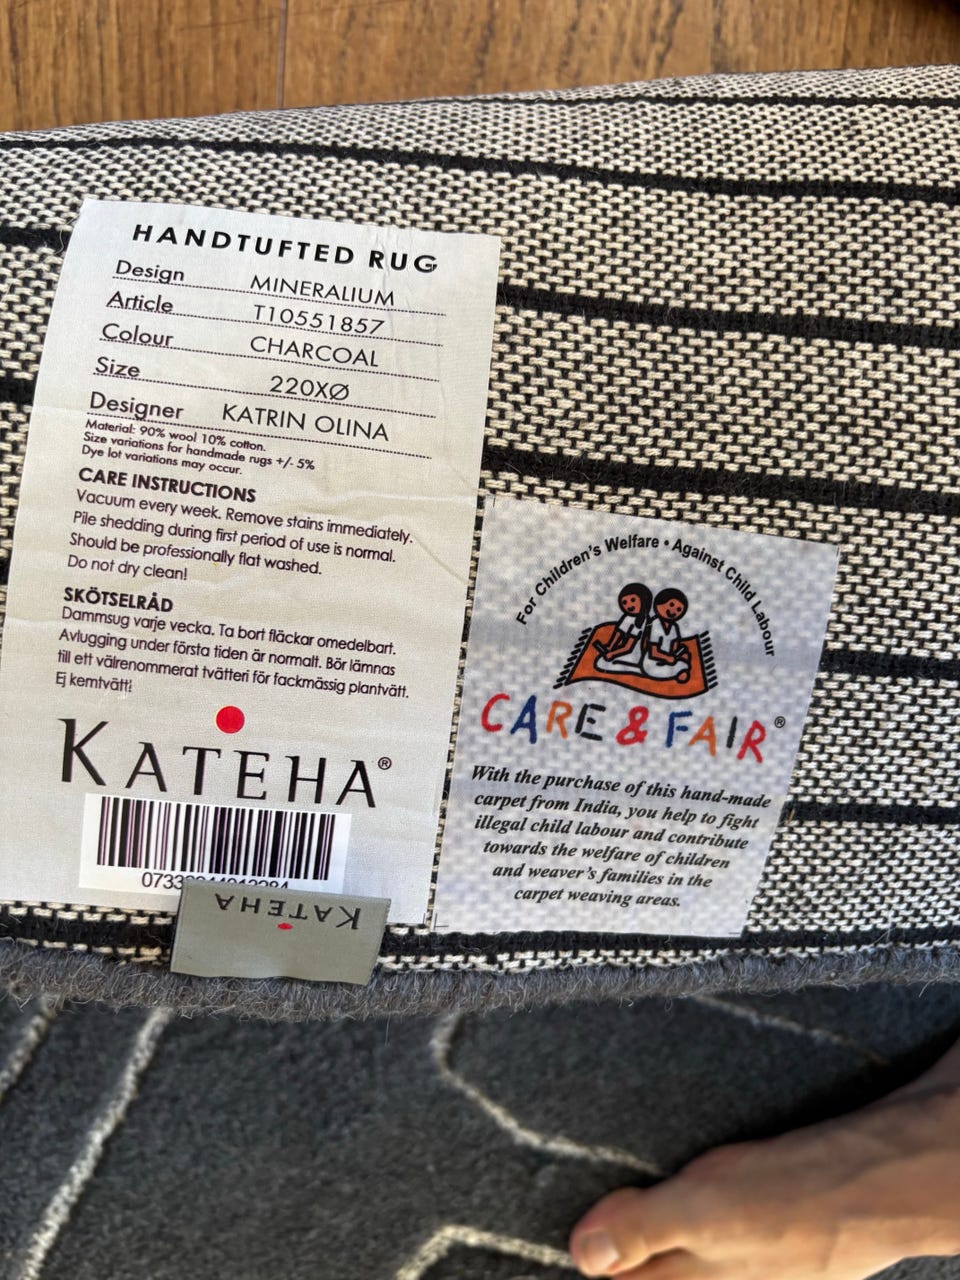 HANDTUFTED RUG
Design MINERALIUM
Article T10551857
Colour CHARCOAL
Size 220XØ
Designer KATRIN OLINA
Material: 90% wool 10% cotton.
Size variations for handmade rugs +/- 5%
Dye lot variations may occur.
CARE INSTRUCTIONS
Vacuum every week. Remove stains immediately.
Pile shedding during first period of use is normal.
Should be professionally flat washed.
Do not dry clean!
SKÖTSELRÅD
Dammsug varje vecka. Ta bort fläckar omedelbart.
Avlugging under första tiden är normalt. Bör lämnas
till ett välrenommerat tvätteri för fackmässig plantvätt.
Ej kemtvätt!
KATEHA®
KATEHA
For Children's Welfare • Against Child Labour
CARE & FAIR®
With the purchase of this hand-made
carpet from India, you help to fight
illegal child labour and contribute
towards the welfare of children
and weaver's families in the
carpet weaving areas.